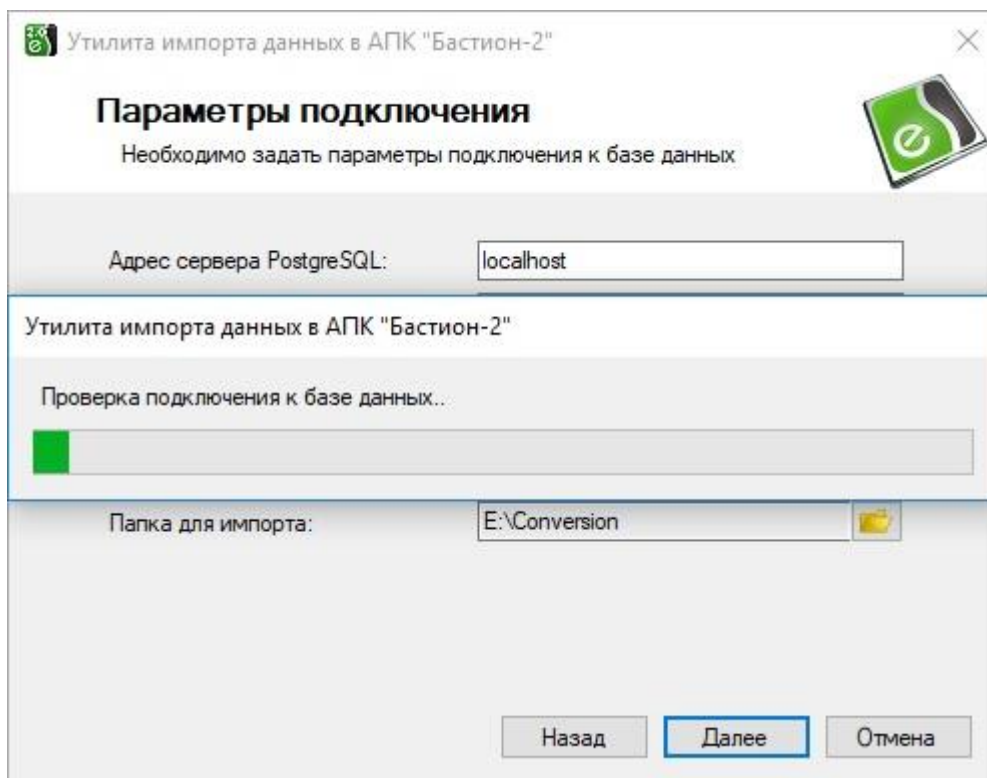 Утилита импорта данных в АПК "Бастион-2"
Параметры подключения
Необходимо задать параметры подключения к базе данных
Адрес сервера PostgreSQL: localhost
Утилита импорта данных в АПК "Бастион-2"
Проверка подключения к базе данных..
Папка для импорта: E:\Conversion
Назад Далее Отмена